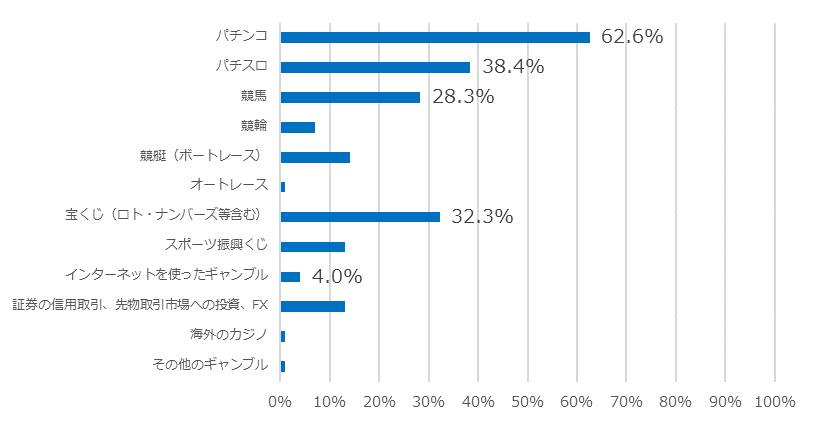 パチンコ 62.6%
パチスロ 38.4%
競馬 28.3%
競輪
競艇（ボートレース）
オートレース
宝くじ（ロト・ナンバーズ等含む） 32.3%
スポーツ振興くじ
インターネットを使ったギャンブル 4.0%
証券の信用取引、先物取引市場への投資、FX
海外のカジノ
その他のギャンブル
0% 10% 20% 30% 40% 50% 60% 70% 80% 90% 100%